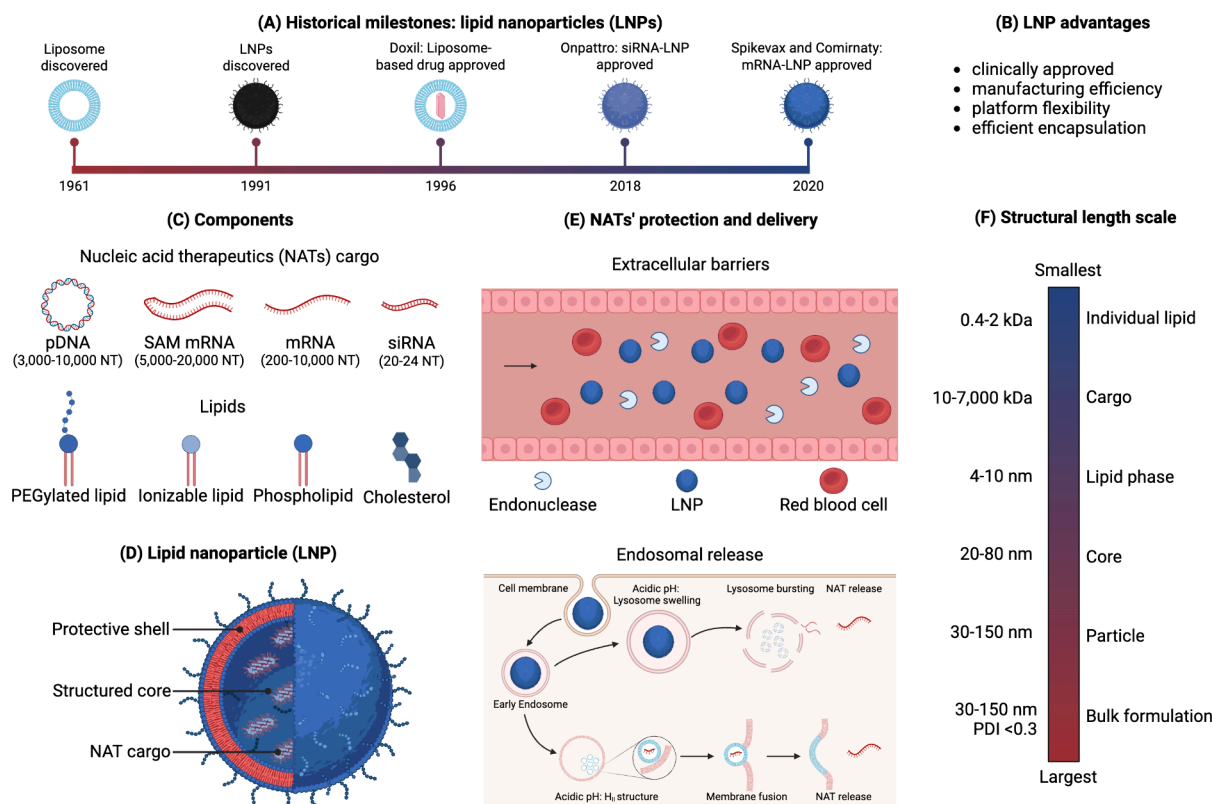 (A) Historical milestones: lipid nanoparticles (LNPs)
Liposome
discovered
LNPs
discovered
Doxil: Liposome-
based drug approved
Onpattro: siRNA-LNP
approved
Spikevax and Comirnaty:
mRNA-LNP approved
1961
1991
1996
2018
2020
(B) LNP advantages
• clinically approved
• manufacturing efficiency
• platform flexibility
• efficient encapsulation
(C) Components
Nucleic acid therapeutics (NATs) cargo
pDNA
(3,000-10,000 NT)
SAM mRNA
(5,000-20,000 NT)
mRNA
(200-10,000 NT)
siRNA
(20-24 NT)
Lipids
PEGylated lipid
Ionizable lipid
Phospholipid
Cholesterol
(D) Lipid nanoparticle (LNP)
Protective shell
Structured core
NAT cargo
(E) NATs' protection and delivery
Extracellular barriers
Endonuclease
LNP
Red blood cell
Endosomal release
Cell membrane
Acidic pH:
Lysosome swelling
Lysosome bursting
NAT release
Early Endosome
Acidic pH: HII structure
Membrane fusion
NAT release
(F) Structural length scale
Smallest
0.4-2 kDa
Individual lipid
10-7,000 kDa
Cargo
4-10 nm
Lipid phase
20-80 nm
Core
30-150 nm
Particle
30-150 nm
PDI <0.3
Bulk formulation
Largest